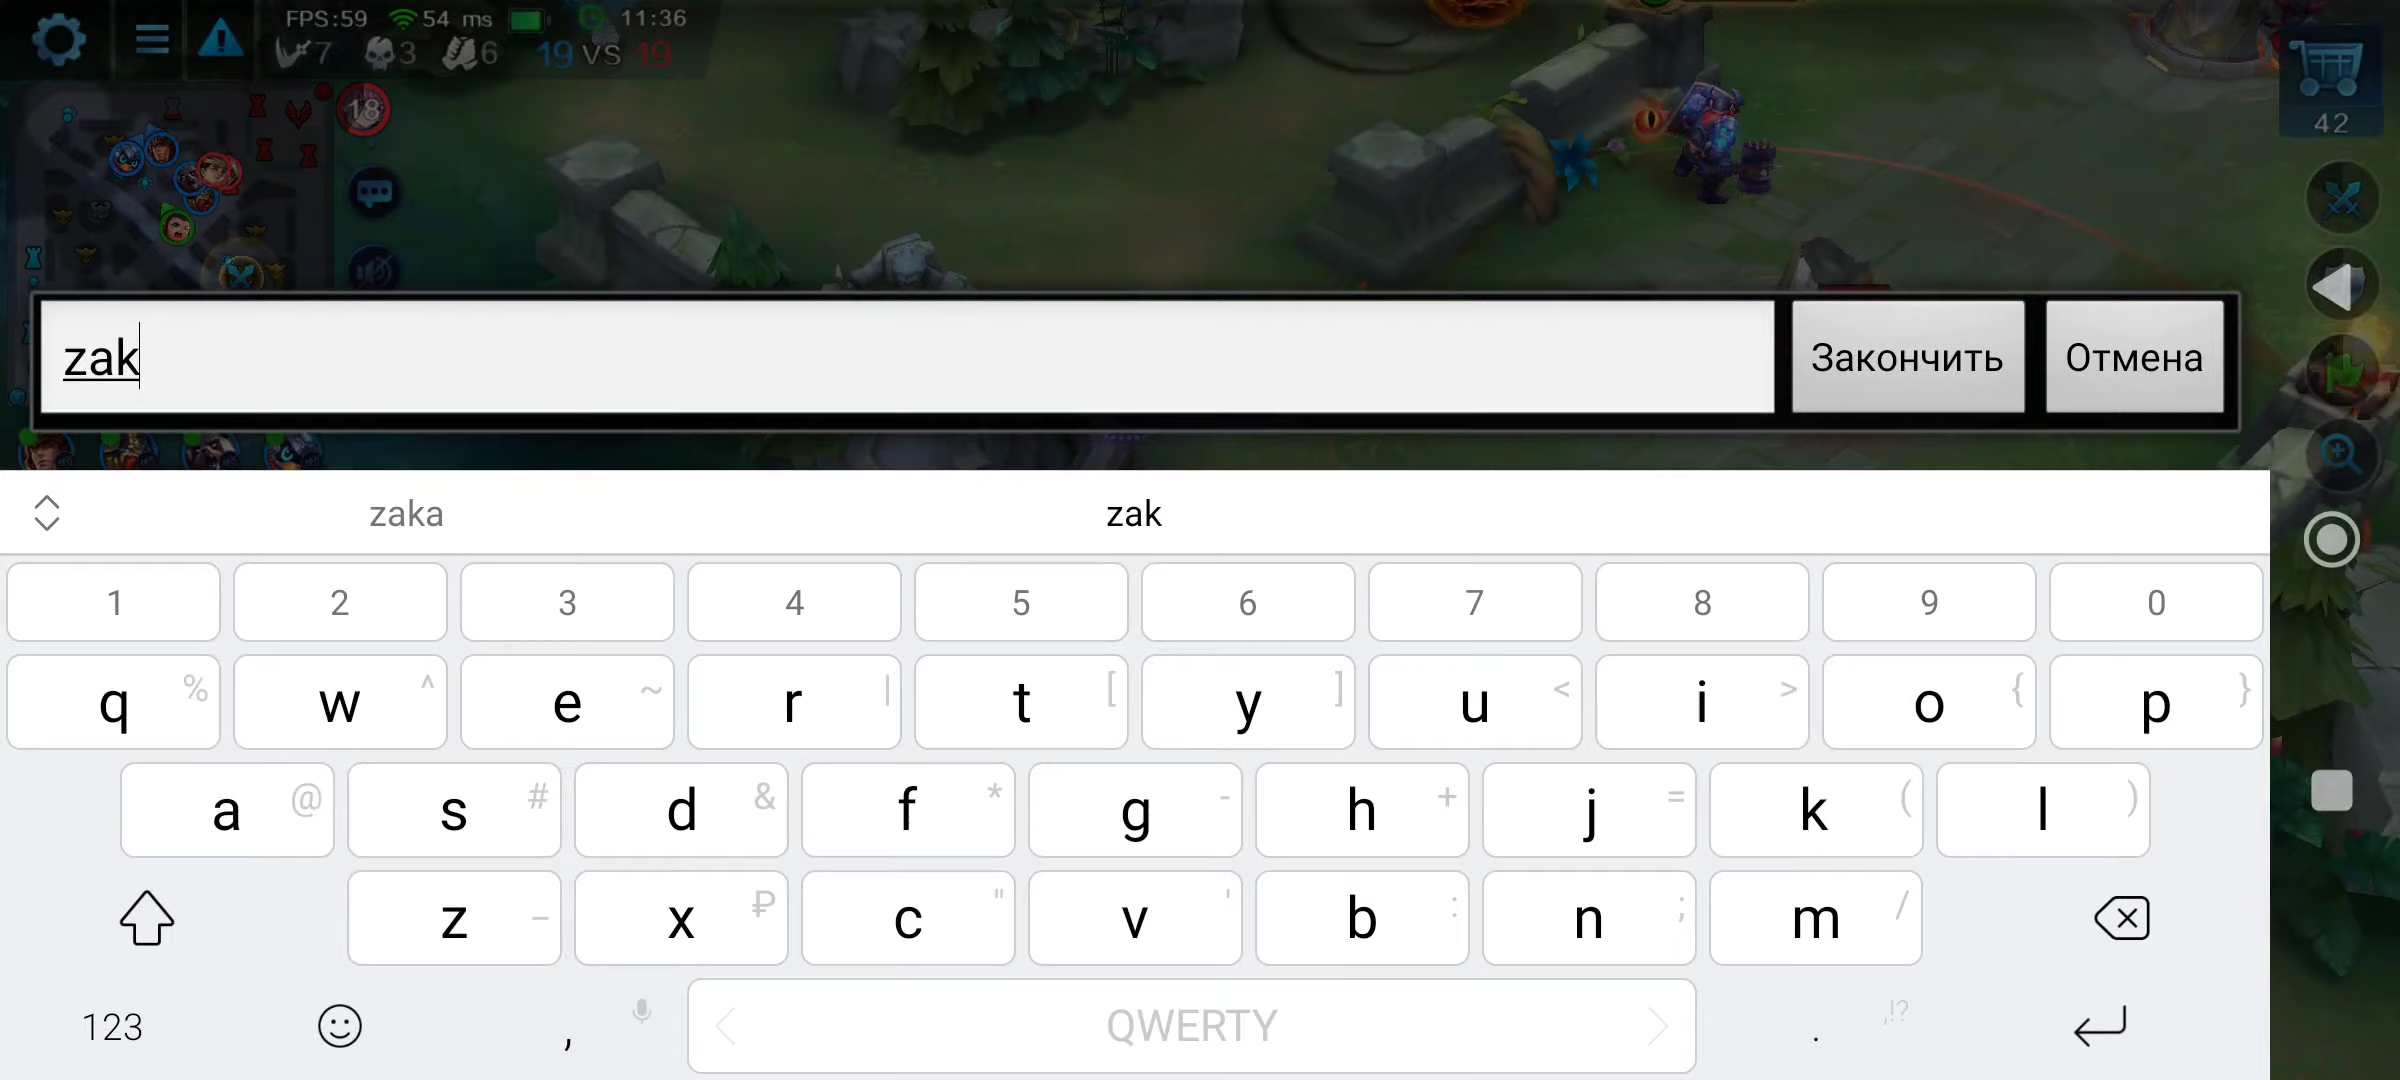 FPS:59 54 ms 11:36
7 3 6 19 VS 19
18
42
zak Закончить Отмена
zaka zak
1 2 3 4 5 6 7 8 9 0
q % w ^ e ~ r | t [ y ] u < i > o { p }
a @ s # d & f * g - h + j = k ( l )
z _ x ₽ c " v ' b : n ; m /
123 , QWERTY . ,!?